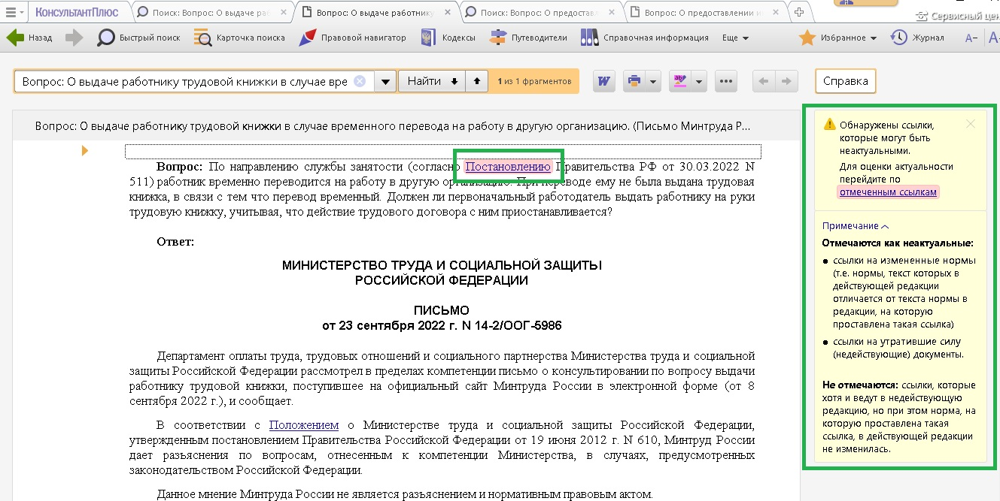 КонсультантПлюс
Поиск: Вопрос: О выдаче ра
Вопрос: О выдаче работнику
Поиск: Вопрос: О предостав
Вопрос: О предоставлении и
Сервисный цен
Назад
Быстрый поиск
Карточка поиска
Правовой навигатор
Кодексы
Путеводители
Справочная информация
Еще
Избранное
Журнал
А−
А
Вопрос: О выдаче работнику трудовой книжки в случае вре
Найти
1 из 1 фрагментов
W
Справка
Вопрос: О выдаче работнику трудовой книжки в случае временного перевода на работу в другую организацию. (Письмо Минтруда Р...
Вопрос: По направлению службы занятости (согласно Постановлению Правительства РФ от 30.03.2022 N
511) работник временно переводится на работу в другую организацию. При переводе ему не была выдана трудовая
книжка, в связи с тем что перевод временный. Должен ли первоначальный работодатель выдать работнику на руки
трудовую книжку, учитывая, что действие трудового договора с ним приостанавливается?
Ответ:
МИНИСТЕРСТВО ТРУДА И СОЦИАЛЬНОЙ ЗАЩИТЫ
РОССИЙСКОЙ ФЕДЕРАЦИИ
ПИСЬМО
от 23 сентября 2022 г. N 14-2/ООГ-5986
Департамент оплаты труда, трудовых отношений и социального партнерства Министерства труда и социальной
защиты Российской Федерации рассмотрел в пределах компетенции письмо о консультировании по вопросу выдачи
работнику трудовой книжки, поступившее на официальный сайт Минтруда России в электронной форме (от 8
сентября 2022 г.), и сообщает.
В соответствии с Положением о Министерстве труда и социальной защиты Российской Федерации,
утвержденным постановлением Правительства Российской Федерации от 19 июня 2012 г. N 610, Минтруд России
дает разъяснения по вопросам, отнесенным к компетенции Министерства, в случаях, предусмотренных
законодательством Российской Федерации.
Данное мнение Минтруда России не является разъяснением и нормативным правовым актом.
Обнаружены ссылки,
которые могут быть
неактуальными.
Для оценки актуальности
перейдите по
отмеченным ссылкам
Примечание
Отмечаются как неактуальные:
● ссылки на измененные нормы
(т.е. нормы, текст которых в
действующей редакции
отличается от текста нормы в
редакции, на которую
проставлена такая ссылка)
● ссылки на утратившие силу
(недействующие) документы.
Не отмечаются: ссылки, которые
хотя и ведут в недействующую
редакцию, но при этом норма, на
которую проставлена такая
ссылка, в действующей редакции
не изменилась.